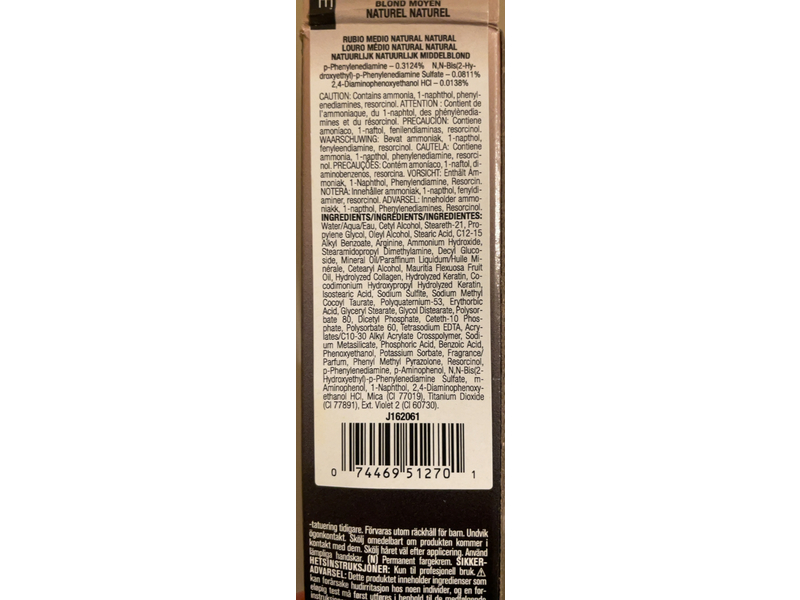 BLOND MOYEN
NATUREL NATUREL
RUBIO MEDIO NATURAL NATURAL
LOURO MÉDIO NATURAL NATURAL
NATUURLIJK NATUURLIJK MIDDELBLOND
p-Phenylenediamine – 0.3124% N,N-Bis(2-Hy-
droxyethyl)-p-Phenylenediamine Sulfate – 0.0811%
2,4-Diaminophenoxyethanol HCl – 0.0138%
CAUTION: Contains ammonia, 1-naphthol, phenyl-
enediamines, resorcinol. ATTENTION : Contient de
l'ammoniaque, du 1-naphtol, des phénylènedia-
mines et du résorcinol. PRECAUCIÓN: Contiene
amoníaco, 1-naftol, fenilendiaminas, resorcinol.
WAARSCHUWING: Bevat ammoniak, 1-napthol,
fenyleendiaminen, resorcinol. CAUTELA: Contiene
ammonia, 1-napthol, phenylenediamine, resorci-
nol. PRECAUÇÕES: Contém amoníaco, 1-naftol, di-
aminobenzenos, resorcina. VORSICHT: Enthält Am-
moniak, 1-Naphthol, Phenylendiamine, Resorcin.
NOTERA: Innehåller ammoniak, 1-napthol, fenyldi-
aminer, resorcinol. ADVARSEL: Inneholder ammo-
niakk, 1-napthol, Phenylenediamines, Resorcinol.
INGREDIENTS/INGRÉDIENTS/INGREDIENTES:
Water/Aqua/Eau, Cetyl Alcohol, Steareth-21, Pro-
pylene Glycol, Oleyl Alcohol, Stearic Acid, C12-15
Alkyl Benzoate, Arginine, Ammonium Hydroxide,
Stearamidopropyl Dimethylamine, Decyl Gluco-
side, Mineral Oil/Paraffinum Liquidum/Huile Mi-
nérale, Cetearyl Alcohol, Mauritia Flexuosa Fruit
Oil, Hydrolyzed Collagen, Hydrolyzed Keratin, Co-
codimonium Hydroxypropyl Hydrolyzed Keratin,
Isostearic Acid, Sodium Sulfite, Sodium Methyl
Cocoyl Taurate, Polyquaternium-53, Erythorbic
Acid, Glyceryl Stearate, Glycol Distearate, Polysor-
bate 80, Dicetyl Phosphate, Ceteth-10 Phos-
phate, Polysorbate 60, Tetrasodium EDTA, Acry-
lates/C10-30 Alkyl Acrylate Crosspolymer, Sodi-
um Metasilicate, Phosphoric Acid, Benzoic Acid,
Phenoxyethanol, Potassium Sorbate, Fragrance/
Parfum, Phenyl Methyl Pyrazolone, Resorcinol,
p-Phenylenediamine, p-Aminophenol, N,N-Bis(2-
Hydroxyethyl)-p-Phenylenediamine Sulfate, m-
Aminophenol, 1-Naphthol, 2,4-Diaminophenoxy-
ethanol HCl, Mica (CI 77019), Titanium Dioxide
(CI 77891), Ext. Violet 2 (CI 60730).
J162061
0 74469 51270 1
-tatuering tidigare. Förvaras utom räckhåll för barn. Undvik
ögonkontakt. Skölj omedelbart om produkten kommer i
kontakt med dem. Skölj håret väl efter applicering. Använd
lämpliga handskar. (N) Permanent fargekrem. SIKKER-
HETSINSTRUKSJONER: Kun til profesjonell bruk.
ADVARSEL: Dette produktet inneholder ingredienser som
kan forårsake hudirritasjon hos noen individer, og en for-
eløpig test må først utføres i henhold til de medfølgende